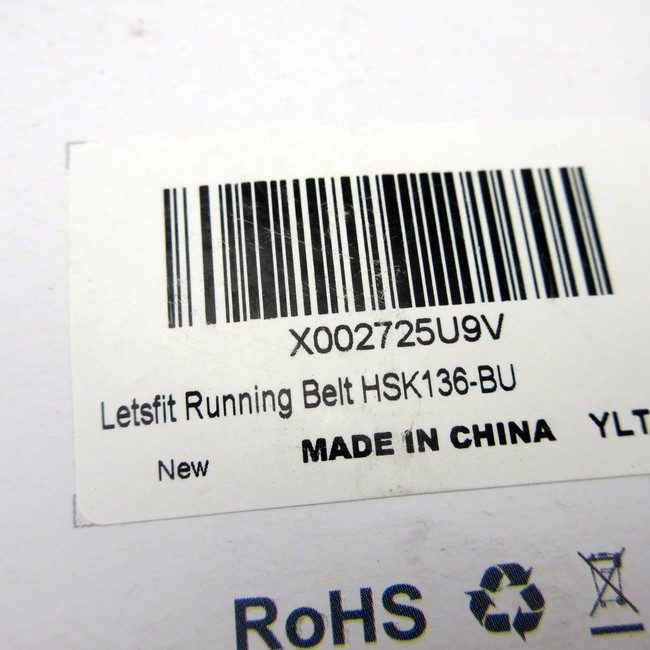 X002725U9V
Letsfit Running Belt HSK136-BU
New
MADE IN CHINA YLT
RoHS